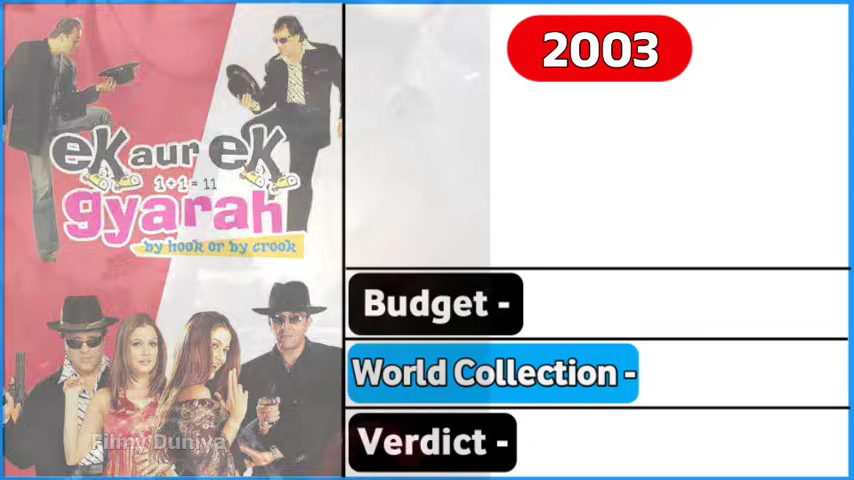 2003
ek aur ek
1+1=11
gyarah
by hook or by crook
Budget -
World Collection -
Verdict -
Filmy Duniya